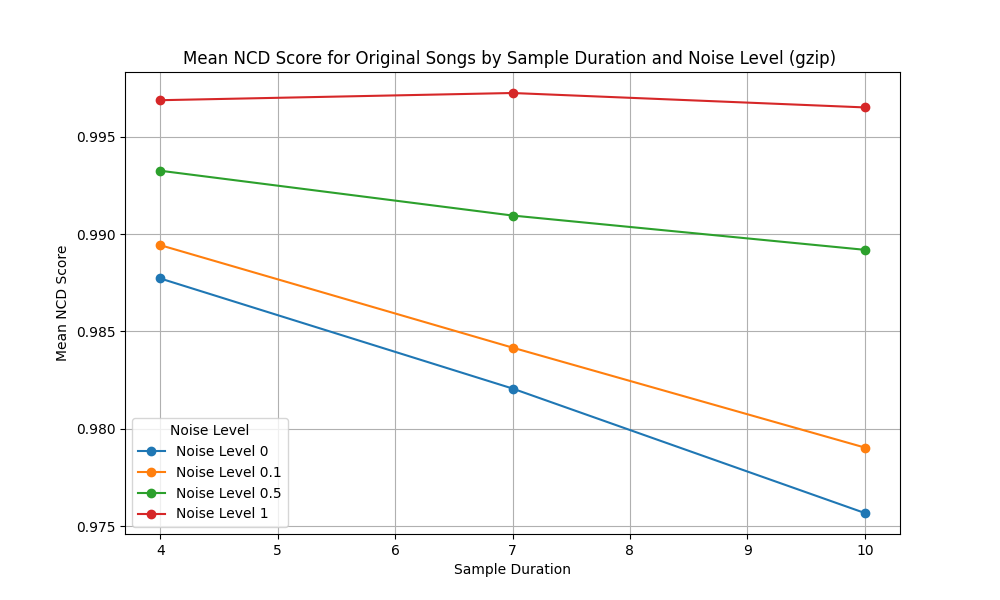 Mean NCD Score for Original Songs by Sample Duration and Noise Level (gzip)
Mean NCD Score
0.995
0.990
0.985
0.980
0.975
Noise Level
Noise Level 0
Noise Level 0.1
Noise Level 0.5
Noise Level 1
4 5 6 7 8 9 10
Sample Duration